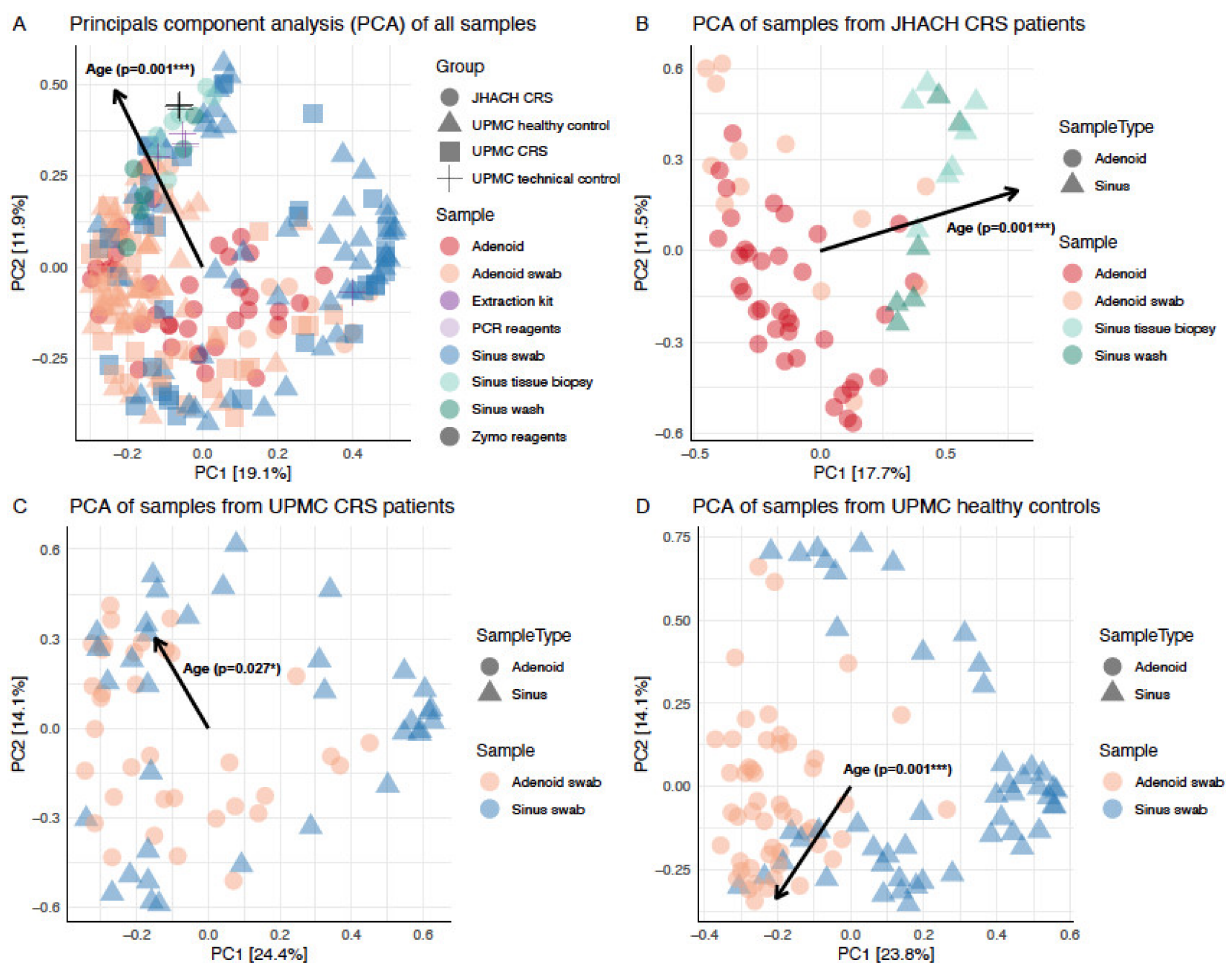 A Principals component analysis (PCA) of all samples
Age (p=0.001***)
0.50
0.25
0.00
−0.25
PC2 [11.9%]
−0.2 0.0 0.2 0.4
PC1 [19.1%]
Group
JHACH CRS
UPMC healthy control
UPMC CRS
UPMC technical control
Sample
Adenoid
Adenoid swab
Extraction kit
PCR reagents
Sinus swab
Sinus tissue biopsy
Sinus wash
Zymo reagents
B PCA of samples from JHACH CRS patients
0.6
0.3
0.0
−0.3
−0.6
PC2 [11.5%]
Age (p=0.001***)
−0.5 0.0 0.5
PC1 [17.7%]
SampleType
Adenoid
Sinus
Sample
Adenoid
Adenoid swab
Sinus tissue biopsy
Sinus wash
C PCA of samples from UPMC CRS patients
0.6
0.3
0.0
−0.3
−0.6
PC2 [14.1%]
Age (p=0.027*)
−0.2 0.0 0.2 0.4 0.6
PC1 [24.4%]
SampleType
Adenoid
Sinus
Sample
Adenoid swab
Sinus swab
D PCA of samples from UPMC healthy controls
0.75
0.50
0.25
0.00
−0.25
PC2 [14.1%]
Age (p=0.001***)
−0.4 −0.2 0.0 0.2 0.4 0.6
PC1 [23.8%]
SampleType
Adenoid
Sinus
Sample
Adenoid swab
Sinus swab